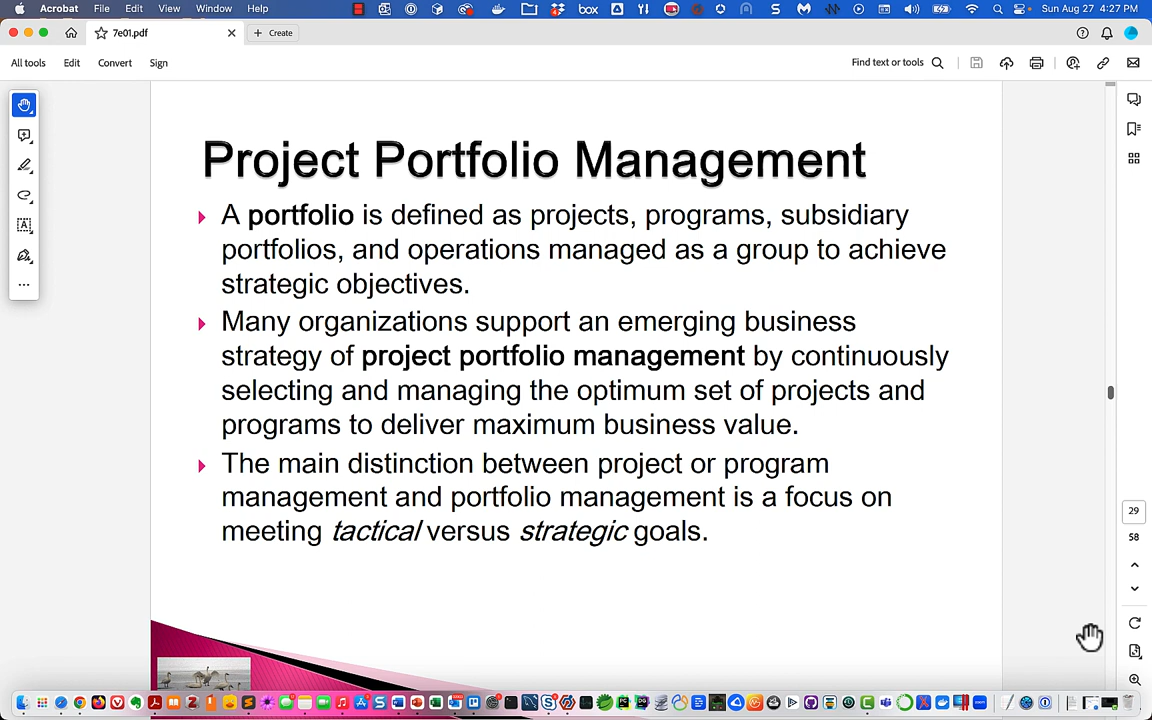 Acrobat File Edit View Window Help box Sun Aug 27 4:27 PM
7e01.pdf Create
All tools Edit Convert Sign Find text or tools
Project Portfolio Management
A portfolio is defined as projects, programs, subsidiary
portfolios, and operations managed as a group to achieve
strategic objectives.
Many organizations support an emerging business
strategy of project portfolio management by continuously
selecting and managing the optimum set of projects and
programs to deliver maximum business value.
The main distinction between project or program
management and portfolio management is a focus on
meeting tactical versus strategic goals.
29
58